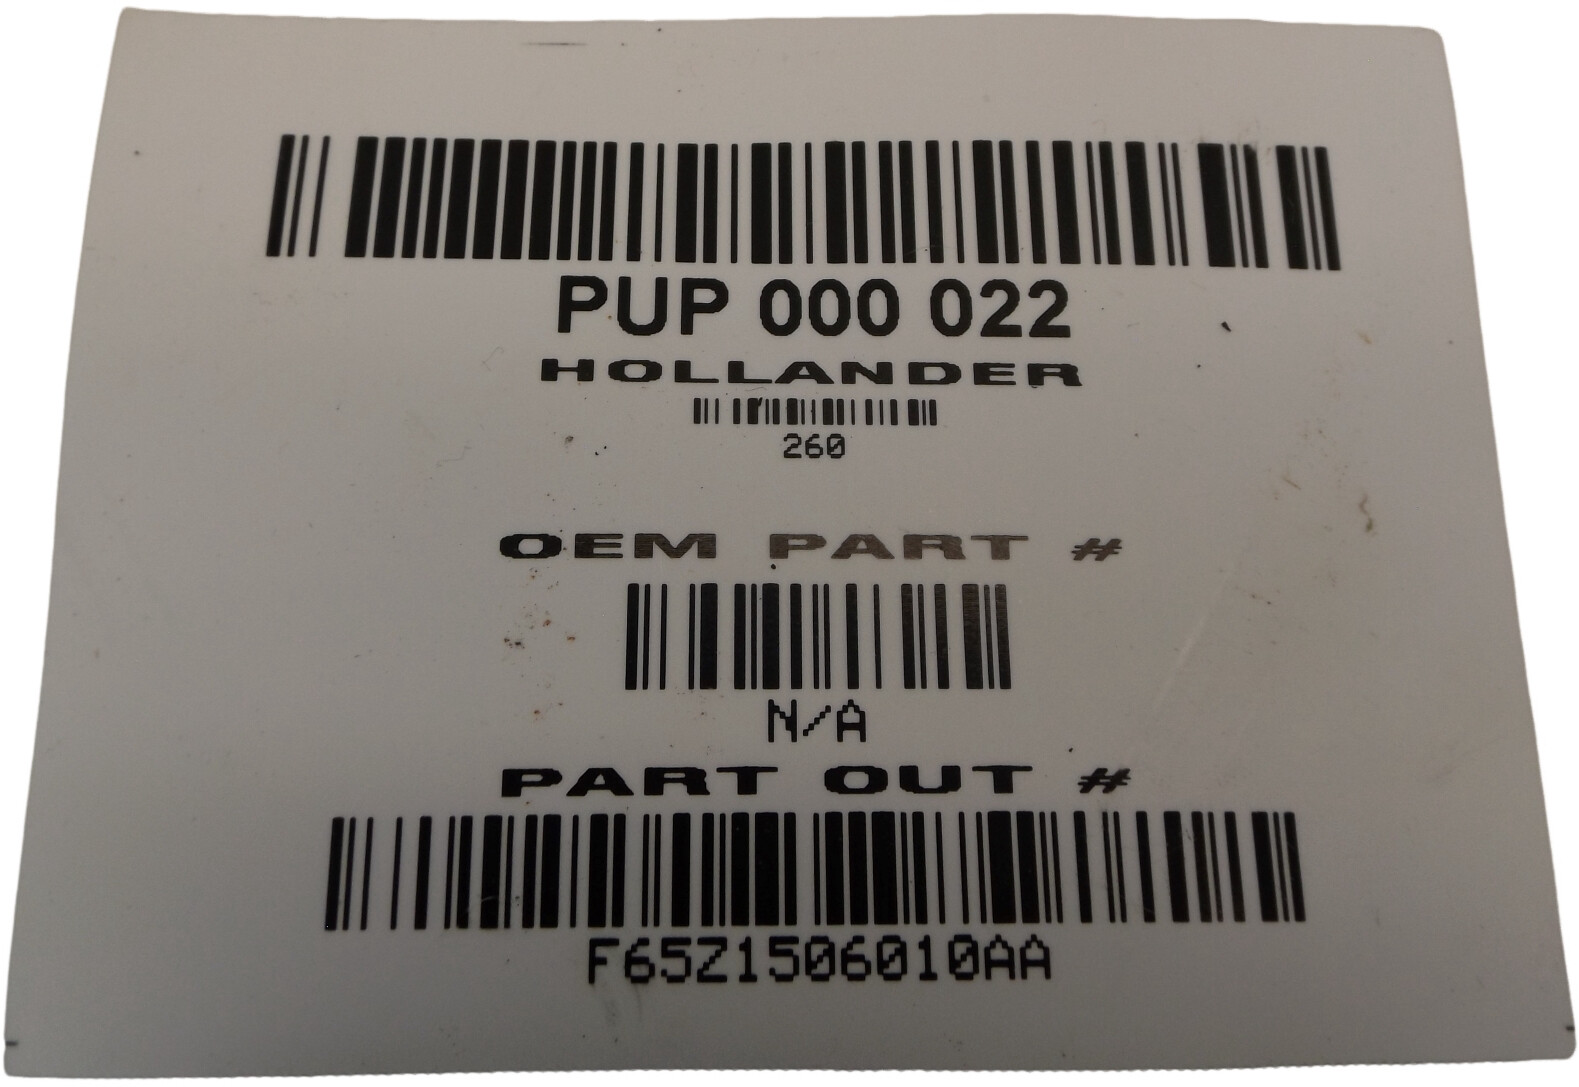 PUP 000 022
HOLLANDER
260
OEM PART #
N/A
PART OUT #
F65Z1506010AA